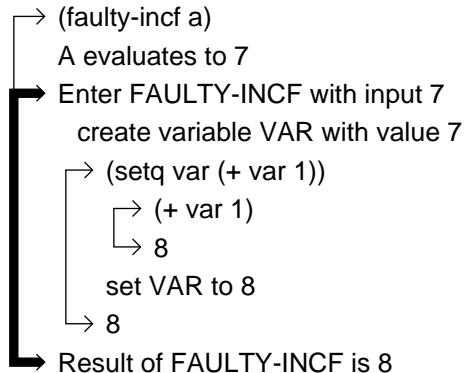 (faulty-incf a)
A evaluates to 7
Enter FAULTY-INCF with input 7
create variable VAR with value 7
(setq var (+ var 1))
(+ var 1)
8
set VAR to 8
8
Result of FAULTY-INCF is 8